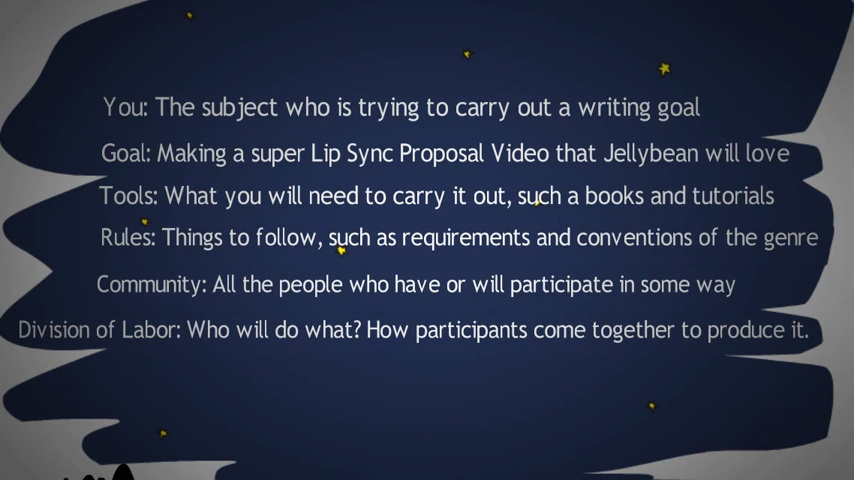 You: The subject who is trying to carry out a writing goal
Goal: Making a super Lip Sync Proposal Video that Jellybean will love
Tools: What you will need to carry it out, such a books and tutorials
Rules: Things to follow, such as requirements and conventions of the genre
Community: All the people who have or will participate in some way
Division of Labor: Who will do what? How participants come together to produce it.